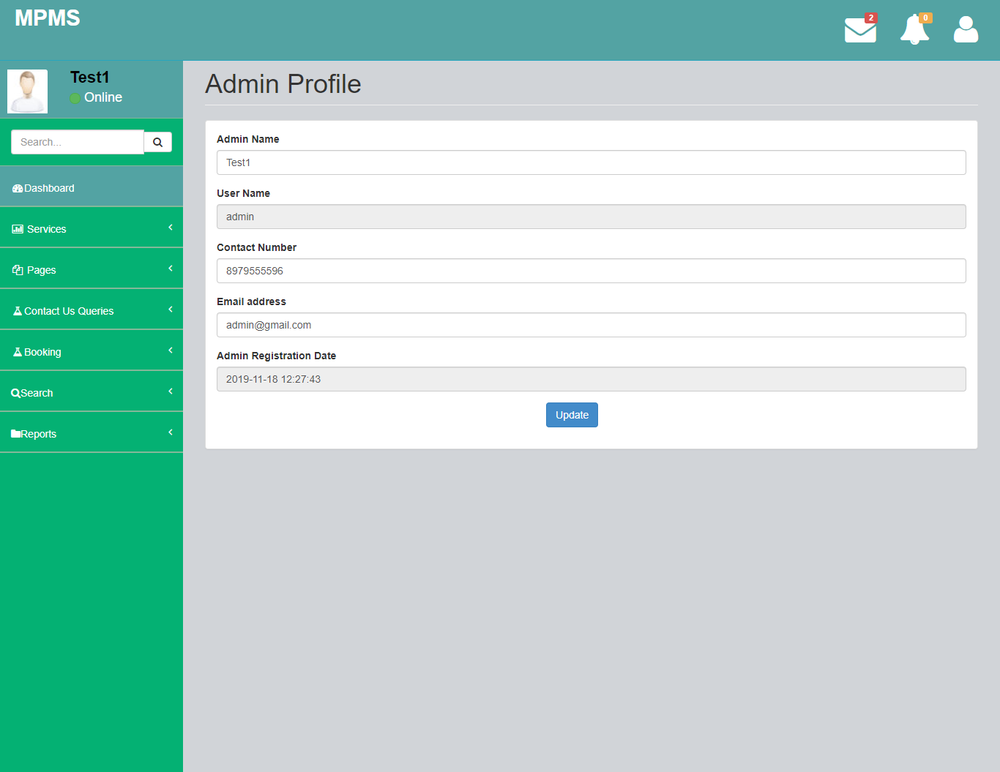 MPMS
2
0
Test1
Online
Search...
Dashboard
Services
Pages
Contact Us Queries
Booking
Search
Reports
Admin Profile
Admin Name
Test1
User Name
admin
Contact Number
8979555596
Email address
admin@gmail.com
Admin Registration Date
2019-11-18 12:27:43
Update